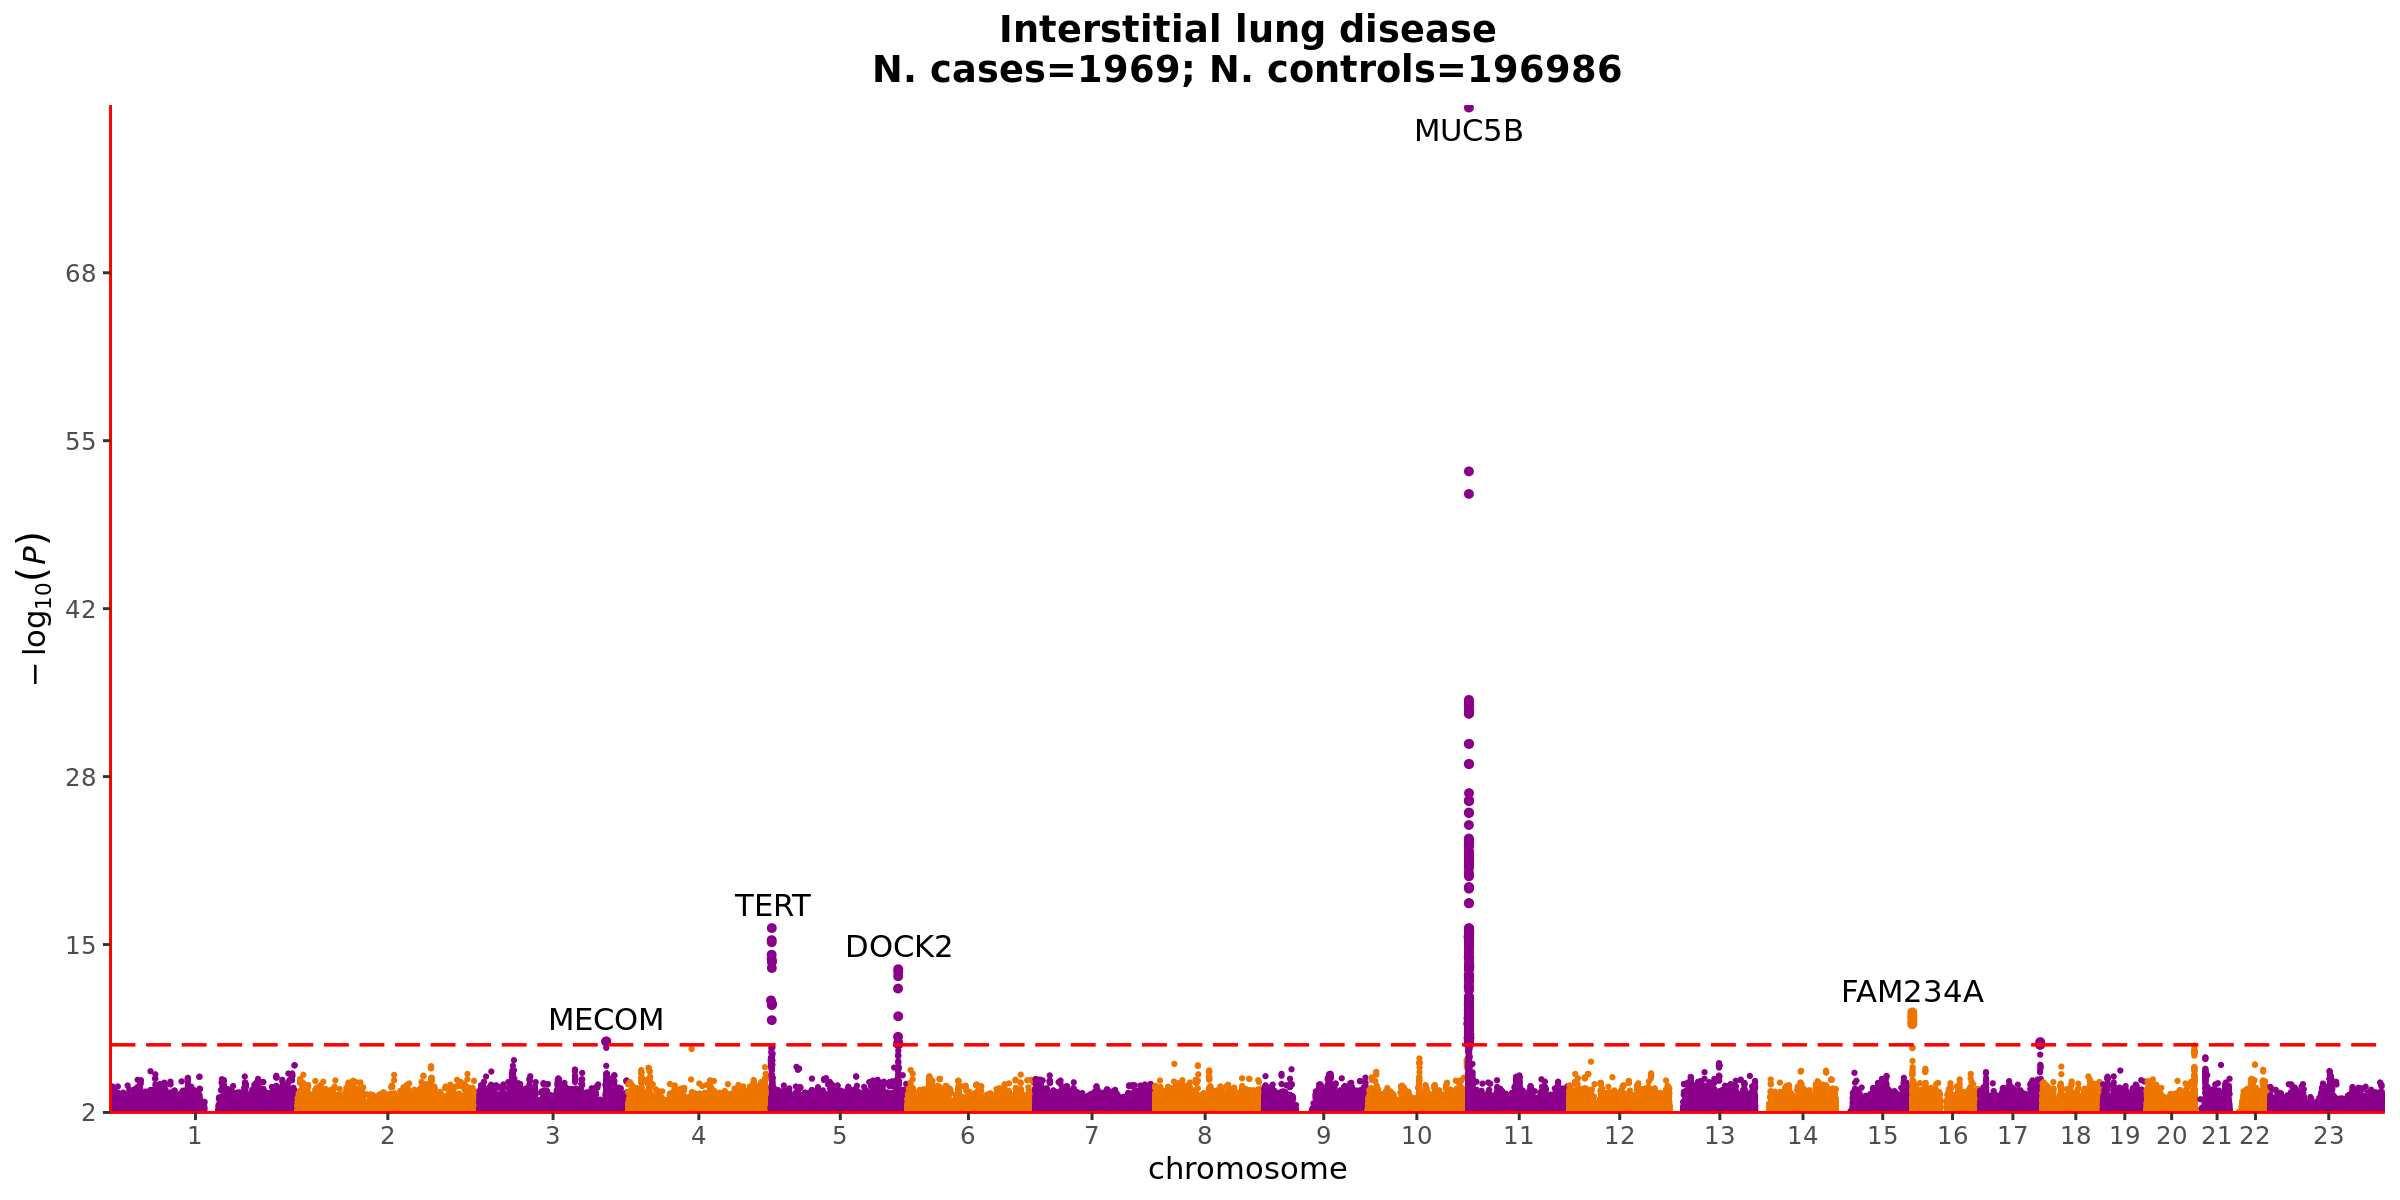 Interstitial lung disease
N. cases=1969; N. controls=196986
MUC5B
68
55
42
28
15
2
−log10(P)
TERT
DOCK2
MECOM
FAM234A
1 2 3 4 5 6 7 8 9 10 11 12 13 14 15 16 17 18 19 20 21 22 23
chromosome